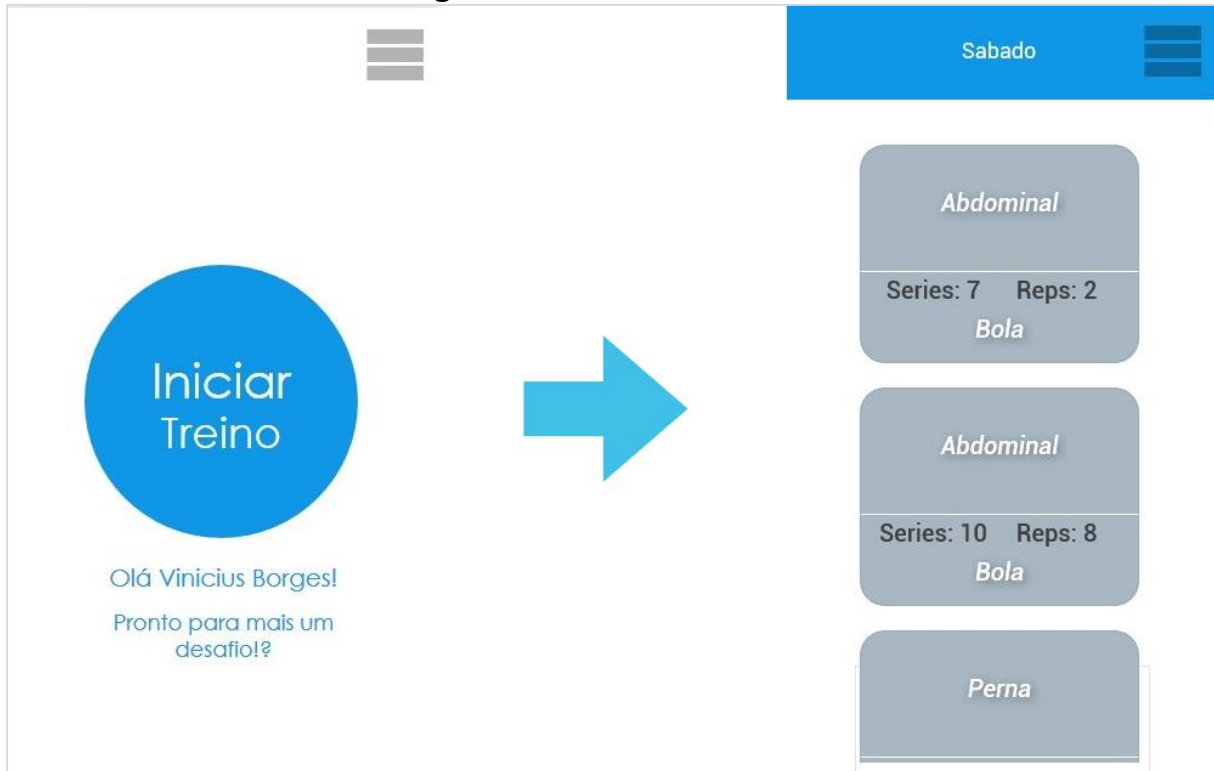 Iniciar
Treino
Olá Vinicius Borges!
Pronto para mais um
desafio!?
Sabado
Abdominal
Series: 7 Reps: 2
Bola
Abdominal
Series: 10 Reps: 8
Bola
Perna